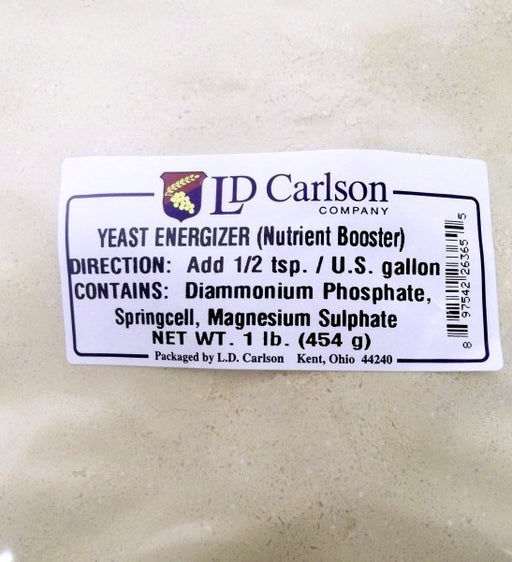 LD Carlson
COMPANY
YEAST ENERGIZER (Nutrient Booster)
DIRECTION: Add 1/2 tsp. / U.S. gallon
CONTAINS: Diammonium Phosphate,
Springcell, Magnesium Sulphate
NET WT. 1 lb. (454 g)
Packaged by L.D. Carlson Kent, Ohio 44240
8 97542 26365 5